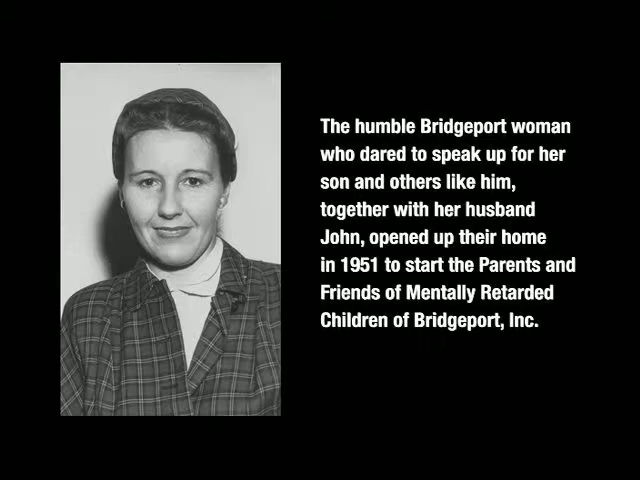 The humble Bridgeport woman
who dared to speak up for her
son and others like him,
together with her husband
John, opened up their home
in 1951 to start the Parents and
Friends of Mentally Retarded
Children of Bridgeport, Inc.